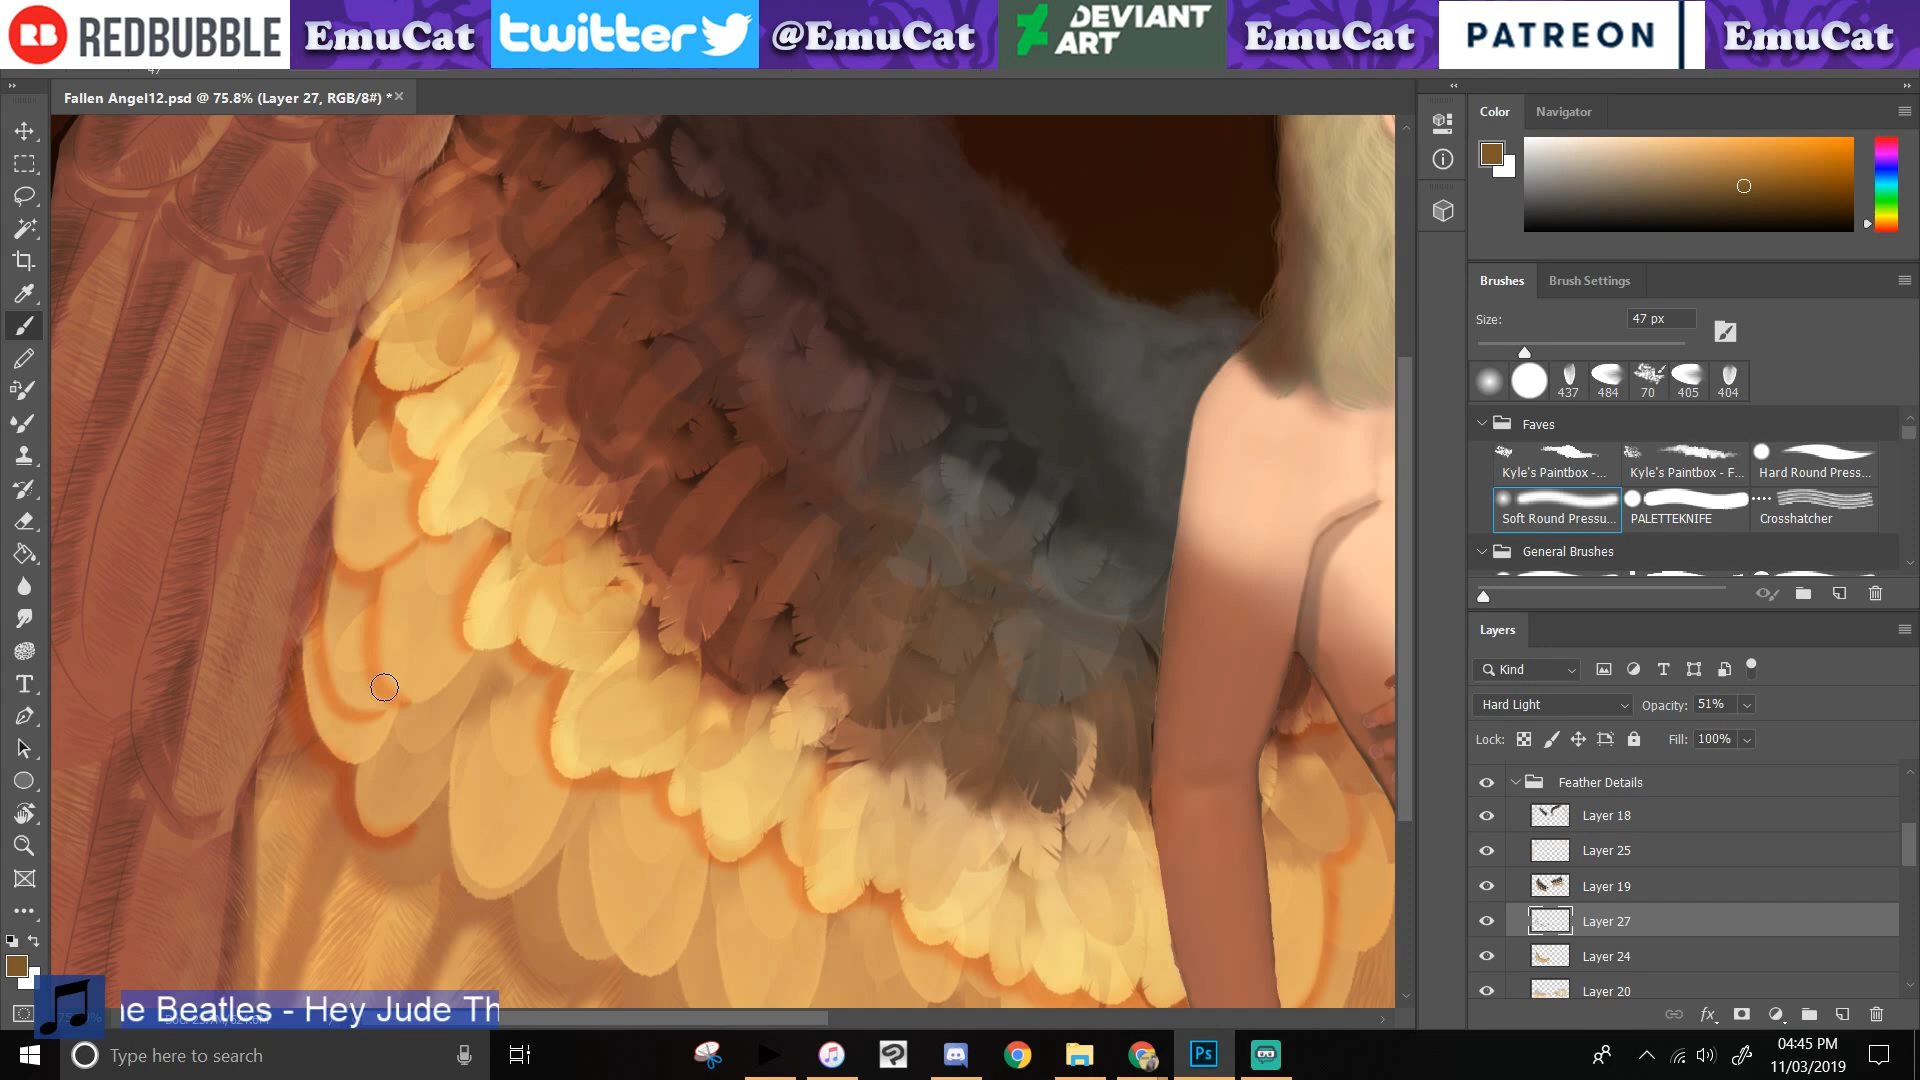 RB REDBUBBLE EmuCat twitter @EmuCat DEVIANT ART EmuCat PATREON EmuCat
47
Fallen Angel12.psd @ 75.8% (Layer 27, RGB/8#) *
Color Navigator
Brushes Brush Settings
Size: 47 px
437 484 70 405 404
Faves
Kyle's Paintbox -... Kyle's Paintbox - F... Hard Round Press...
Soft Round Pressu... PALETTEKNIFE Crosshatcher
General Brushes
Layers
Kind
Hard Light Opacity: 51%
Lock: Fill: 100%
Feather Details
Layer 18
Layer 25
Layer 19
Layer 27
Layer 24
Layer 20
ne Beatles - Hey Jude Th
Type here to search
Ps
04:45 PM
11/03/2019